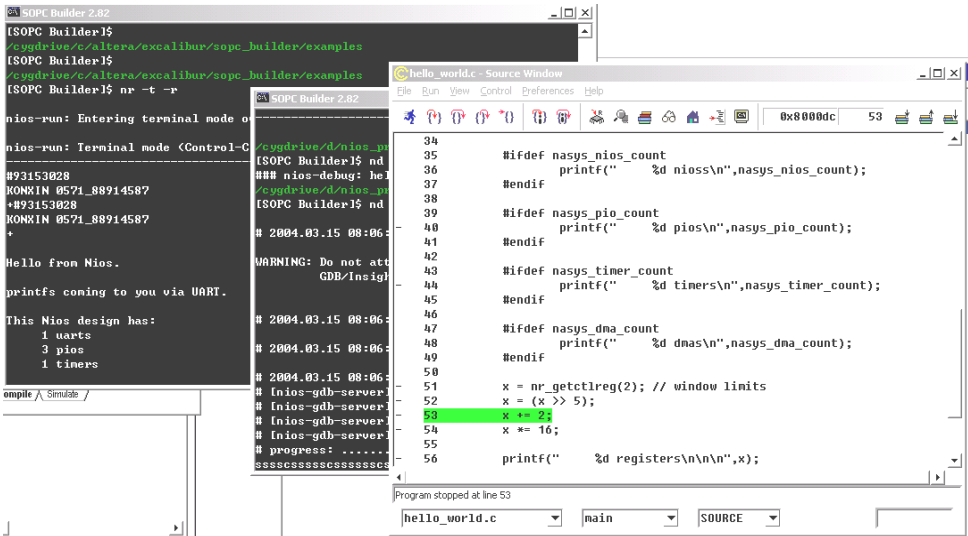 SOPC Builder 2.82
[SOPC Builder]$
/cygdrive/c/altera/excalibur/sopc_builder/examples
[SOPC Builder]$
/cygdrive/c/altera/excalibur/sopc_builder/examples
[SOPC Builder]$ nr -t -r
nios-run: Entering terminal mode
nios-run: Terminal mode (Control-C
#93153028
KONXIN 0571_88914587
+#93153028
KONXIN 0571_88914587
+
Hello from Nios.
printfs coming to you via UART.
This Nios design has:
1 uarts
3 pios
1 timers
Simulate
SOPC Builder 2.82
/cygdrive/d/nios_
[SOPC Builder]$ nd
### nios-debug:
/cygdrive/d/nios_
[SOPC Builder]$ nd
# 2004.03.15 08:06:
WARNING: Do not
GDB/Insigh
# 2004.03.15 08:06:
# 2004.03.15 08:06:
# 2004.03.15 08:06:
# [nios-gdb-server]
# [nios-gdb-server]
# [nios-gdb-server]
# [nios-gdb-server]
# progress: .......
hello_world.c - Source Window
File Run View Control Preferences Help
0x8000dc 53
34
35 #ifdef nasys_nios_count
36 printf(" %d nioss\n",nasys_nios_count);
37 #endif
38
39 #ifdef nasys_pio_count
- 40 printf(" %d pios\n",nasys_pio_count);
41 #endif
42
43 #ifdef nasys_timer_count
- 44 printf(" %d timers\n",nasys_timer_count);
45 #endif
46
47 #ifdef nasys_dma_count
48 printf(" %d dmas\n",nasys_dma_count);
49 #endif
50
- 51 x = nr_getctlreg(2); // window limits
- 52 x = (x >> 5);
- 53 x += 2;
- 54 x *= 16;
55
- 56 printf(" %d registers\n\n\n",x);
Program stopped at line 53
hello_world.c main SOURCE